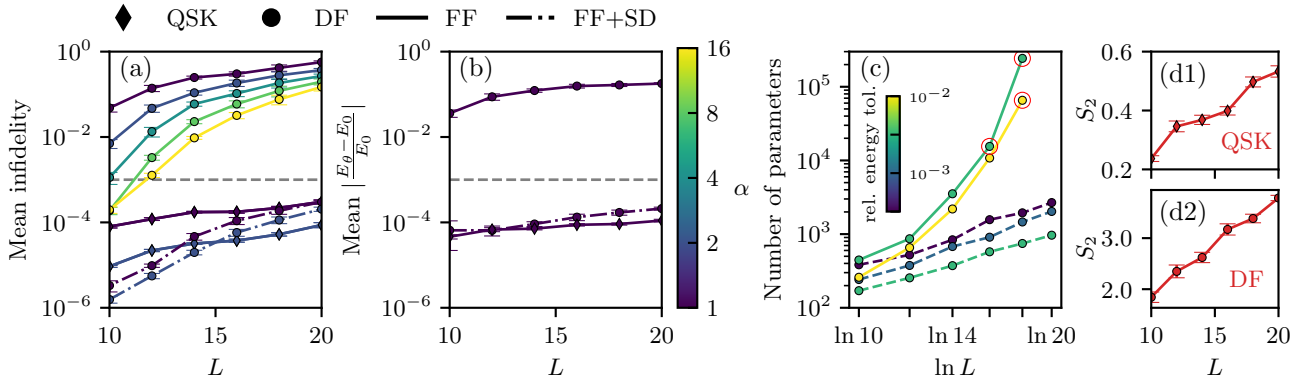 QSK DF FF FF+SD
(a)
Mean infidelity
10^0
10^-2
10^-4
10^-6
10 15 20
L
(b)
Mean |E_θ−E_0 / E_0|
10^0
10^-2
10^-4
10^-6
10 15 20
L
16
8
4
2
1
α
(c)
Number of parameters
10^5
10^4
10^3
10^2
rel. energy tol.
10^-2
10^-3
ln 10 ln 14 ln 20
ln L
(d1)
S_2
0.6
0.4
0.2
QSK
(d2)
S_2
3.0
2.0
DF
10 15 20
L